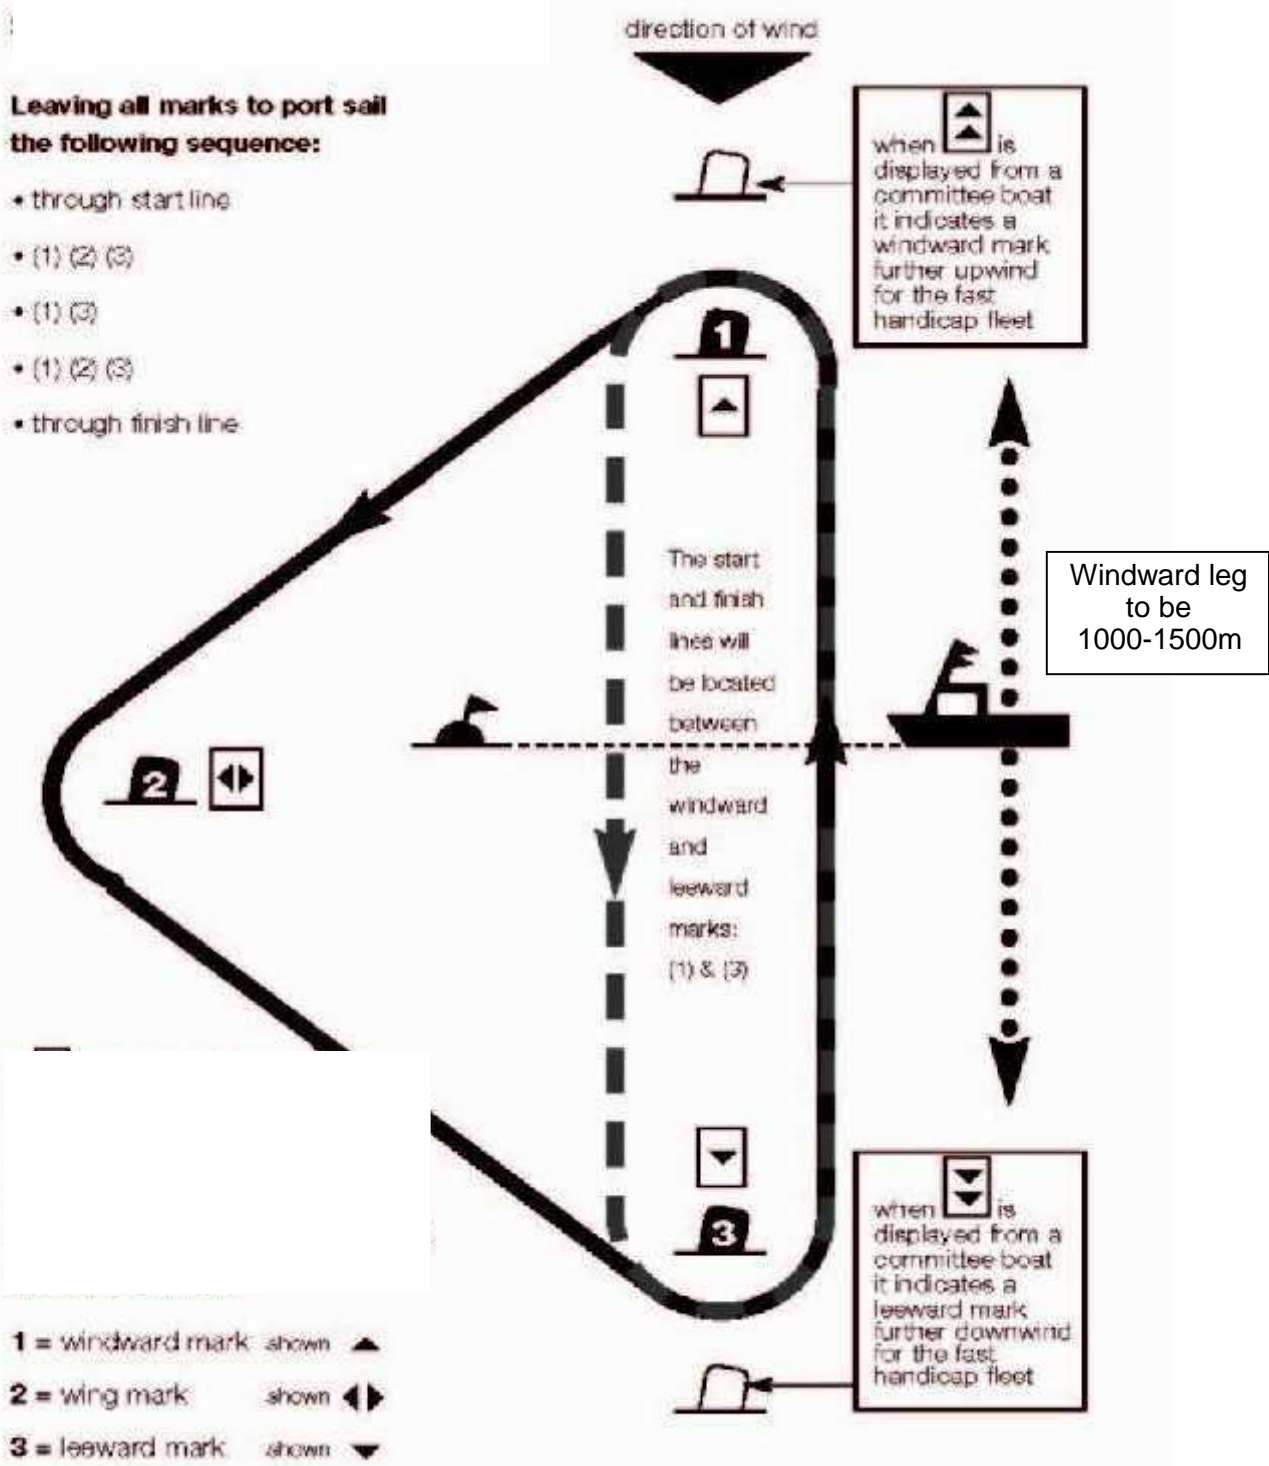 direction of wind
Leaving all marks to port sail
the following sequence:
• through start line
• (1) (2) (3)
• (1) (3)
• (1) (2) (3)
• through finish line
when is
displayed from a
committee boat
it indicates a
windward mark
further upwind
for the fast
handicap fleet
1
The start
and finish
lines will
be located
between
the
windward
and
leeward
marks:
(1) & (3)
Windward leg
to be
1000-1500m
2
3
when is
displayed from a
committee boat
it indicates a
leeward mark
further downwind
for the fast
handicap fleet
1 = windward mark shown
2 = wing mark shown
3 = leeward mark shown